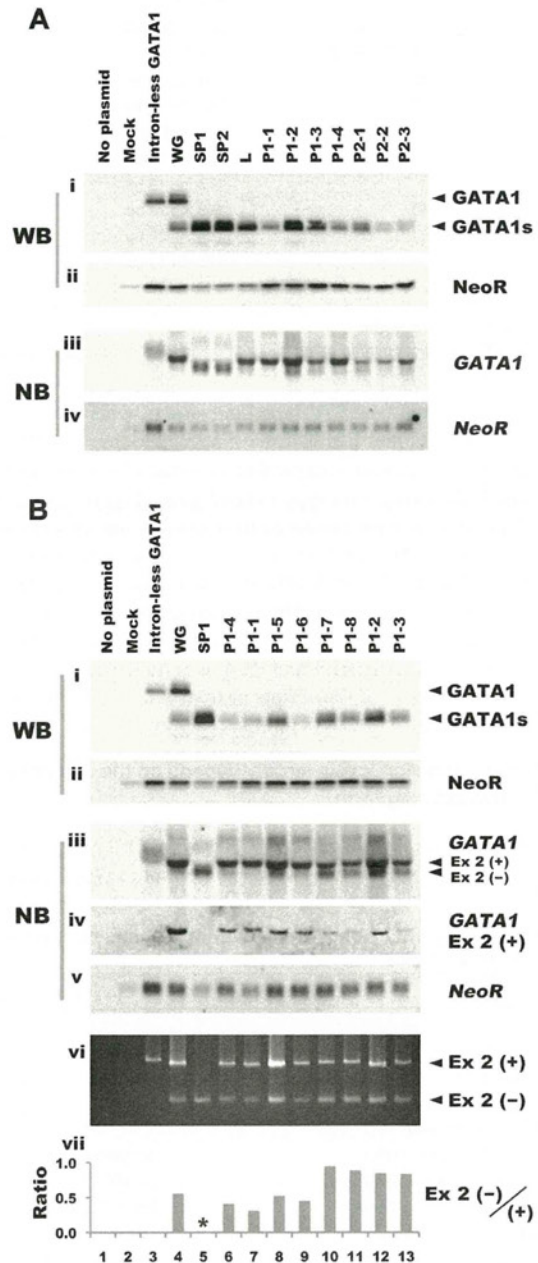 A
No plasmid
Mock
Intron-less GATA1
WG
SP1
SP2
L
P1-1
P1-2
P1-3
P1-4
P2-1
P2-2
P2-3
WB
i
GATA1
GATA1s
ii
NeoR
NB
iii
GATA1
iv
NeoR
B
No plasmid
Mock
Intron-less GATA1
WG
SP1
P1-4
P1-1
P1-5
P1-6
P1-7
P1-8
P1-2
P1-3
WB
i
GATA1
GATA1s
ii
NeoR
NB
iii
GATA1
Ex 2 (+)
Ex 2 (-)
iv
GATA1
Ex 2 (+)
v
NeoR
vi
Ex 2 (+)
Ex 2 (-)
vii
Ratio
1.0
0.5
0.0
*
Ex 2 (-)/(+)
1 2 3 4 5 6 7 8 9 10 11 12 13